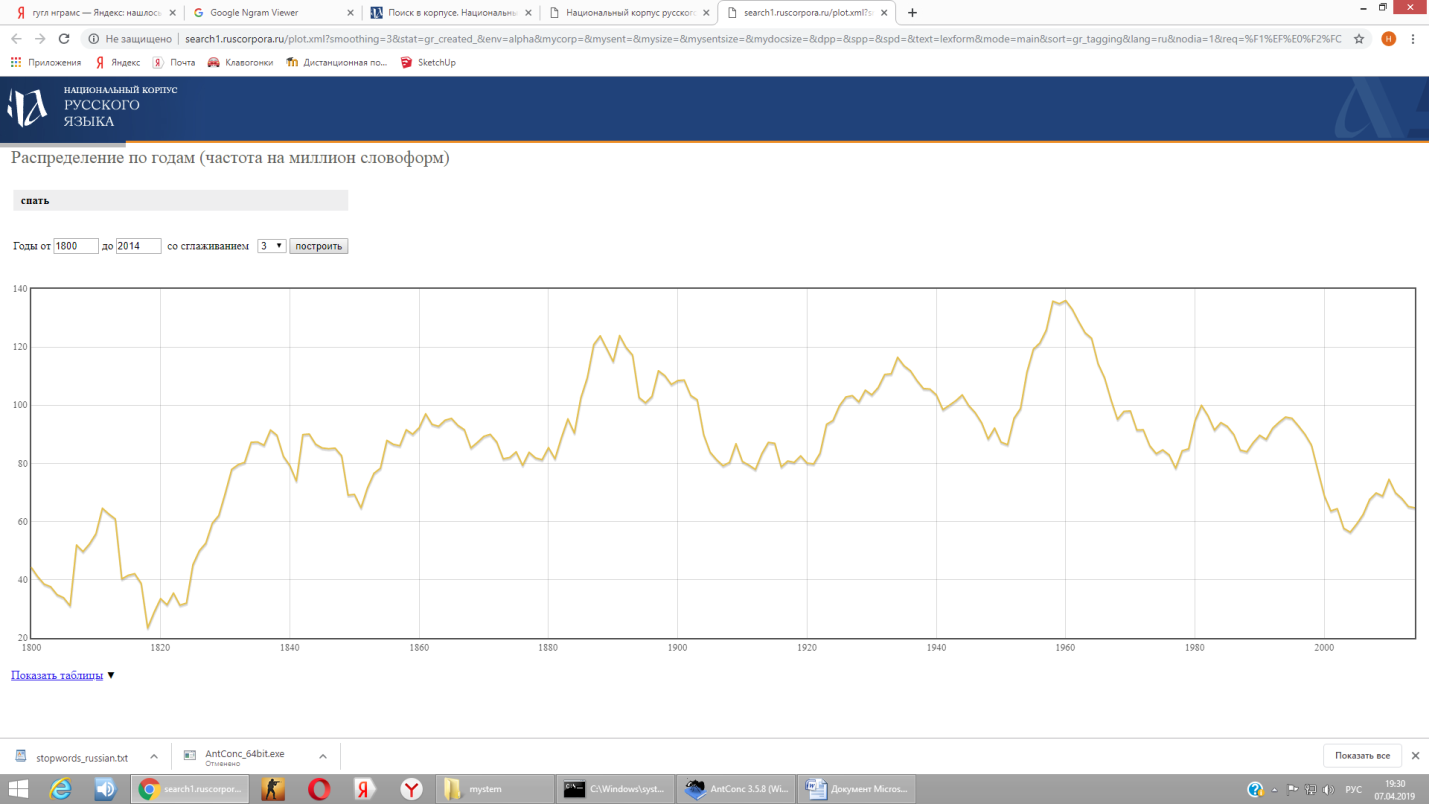 гугл нграмс — Яндекс: нашлось
Google Ngram Viewer
Поиск в корпусе. Национальны
Национальный корпус русског
search1.ruscorpora.ru/plot.xml?s
Не защищено
search1.ruscorpora.ru/plot.xml?smoothing=3&stat=gr_created_&env=alpha&mycorp=&mysent=&mysize=&mysentsize=&mydocsize=&dpp=&spp=&spd=&text=lexform&mode=main&sort=gr_tagging&lang=ru&nodia=1&req=%F1%EF%E0%F2%FC
Н
Приложения
Яндекс
Почта
Клавогонки
Дистанционная по...
SketchUp
НАЦИОНАЛЬНЫЙ КОРПУС
РУССКОГО
ЯЗЫКА
Распределение по годам (частота на миллион словоформ)
спать
Годы от 1800 до 2014 со сглаживанием 3 построить
140
120
100
80
60
40
20
1800 1820 1840 1860 1880 1900 1920 1940 1960 1980 2000
Показать таблицы ▼
stopwords_russian.txt
AntConc_64bit.exe
Отменено
Показать все
search1.ruscorpor...
mystem
C:\Windows\syst...
AntConc 3.5.8 (Wi...
Документ Micros...
РУС
19:30
07.04.2019